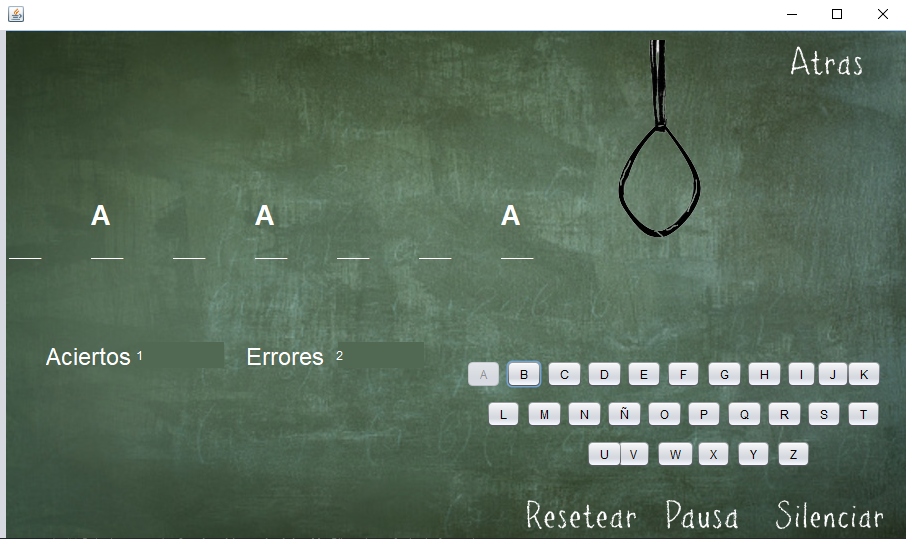 Atras
A A A
Aciertos 1 Errores 2
A B C D E F G H I J K
L M N Ñ O P Q R S T
U V W X Y Z
Resetear Pausa Silenciar